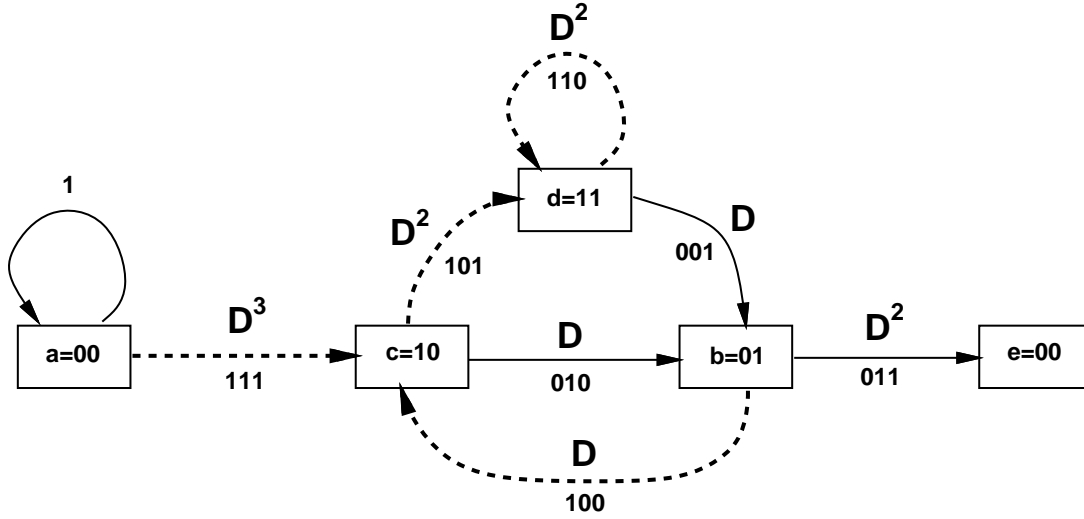 D²
110
1
d=11
D²
D
101
001
D³
D
D²
a=00
c=10
b=01
e=00
111
010
011
D
100